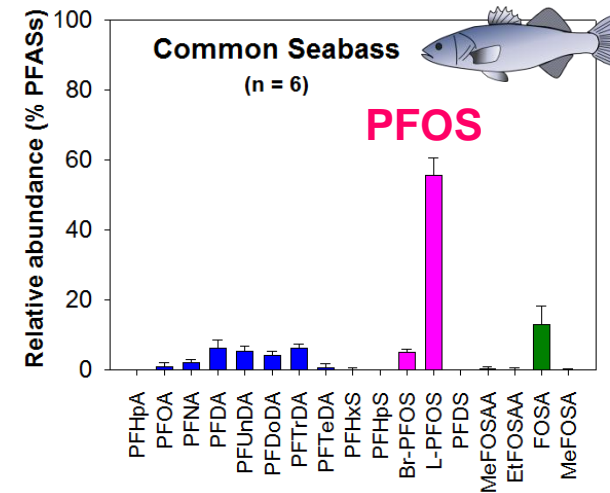 Relative abundance (% PFASs)
100
80
60
40
20
0
Common Seabass
(n = 6)
PFOS
PFHpA
PFOA
PFNA
PFDA
PFUnDA
PFDoDA
PFTrDA
PFTeDA
PFHxS
PFHpS
Br-PFOS
L-PFOS
PFDS
MeFOSAA
EtFOSAA
FOSA
MeFOSA